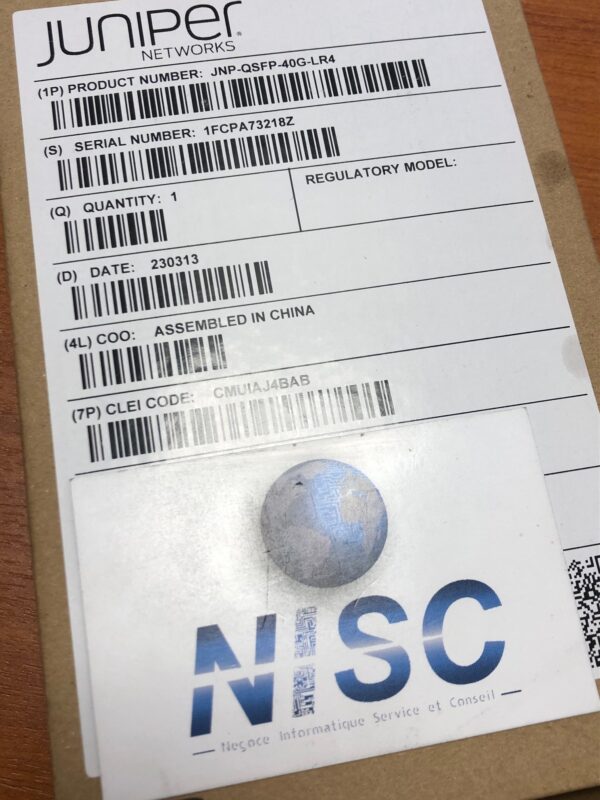 JUNIPER
NETWORKS
(1P) PRODUCT NUMBER: JNP-QSFP-40G-LR4
(S) SERIAL NUMBER: 1FCPA73218Z
(Q) QUANTITY: 1
REGULATORY MODEL:
(D) DATE: 230313
(4L) COO: ASSEMBLED IN CHINA
(7P) CLEI CODE: CMUIAJ4BAB
NISC
Negoce Informatique Service et Conseil